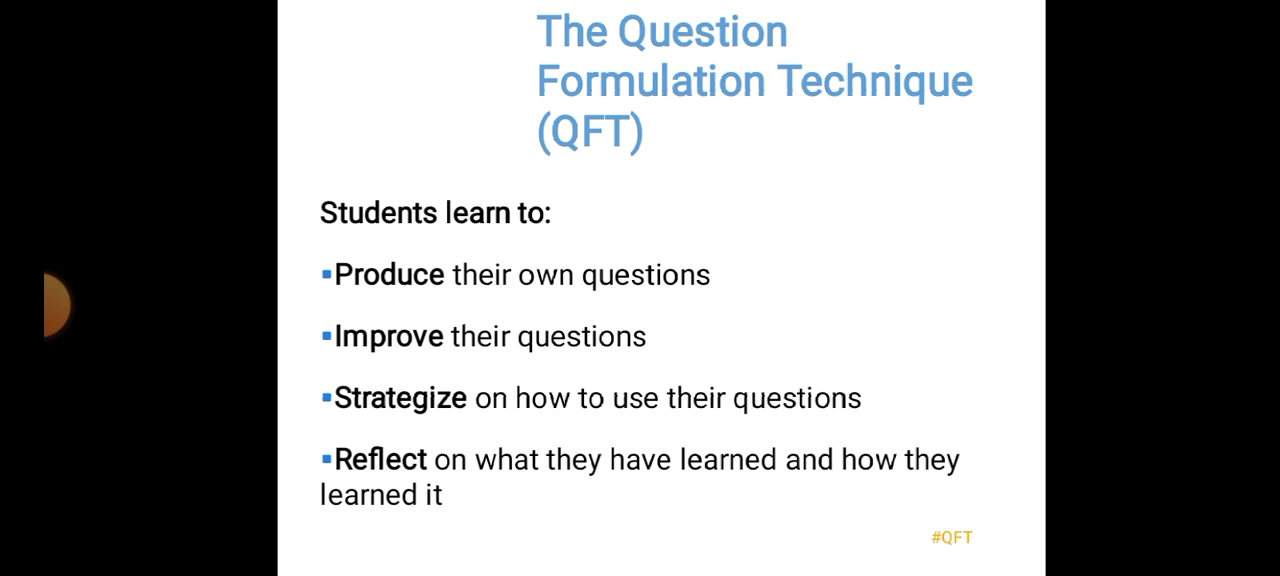 The Question
Formulation Technique
(QFT)
Students learn to:
▪Produce their own questions
▪Improve their questions
▪Strategize on how to use their questions
▪Reflect on what they have learned and how they
learned it
#QFT